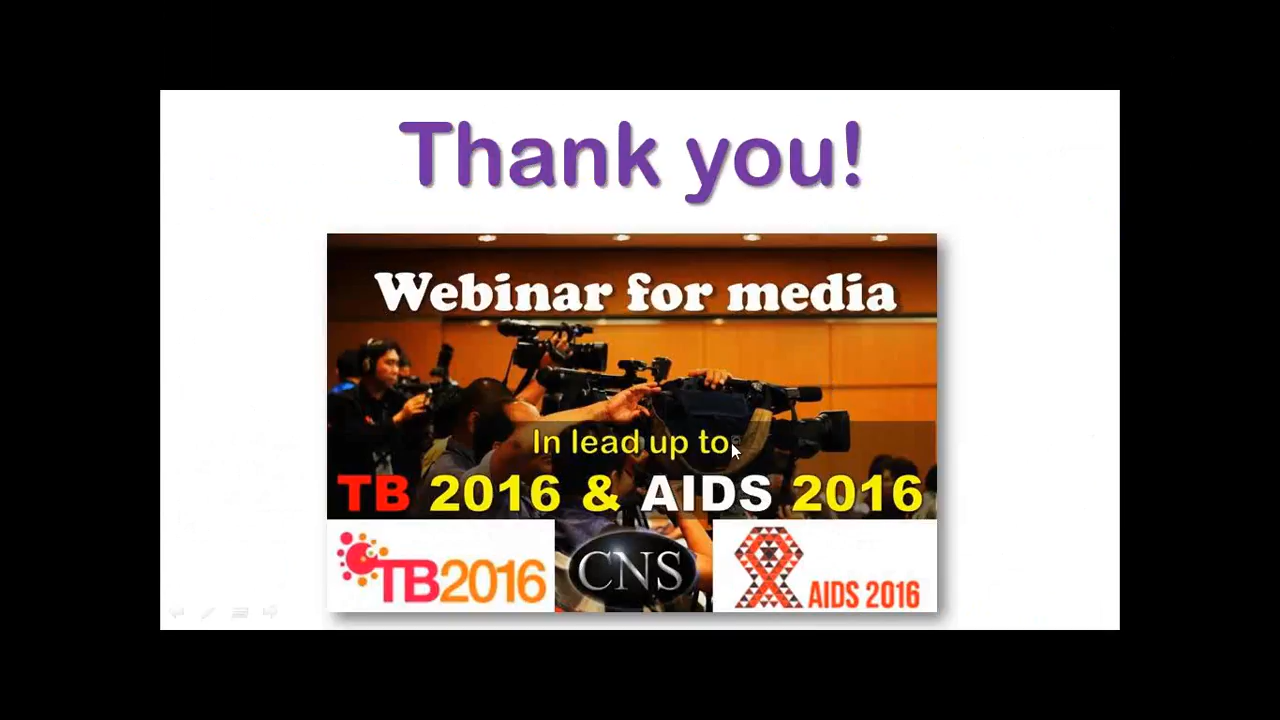 Thank you!
Webinar for media
In lead up to
TB 2016 & AIDS 2016
TB2016
CNS
AIDS 2016